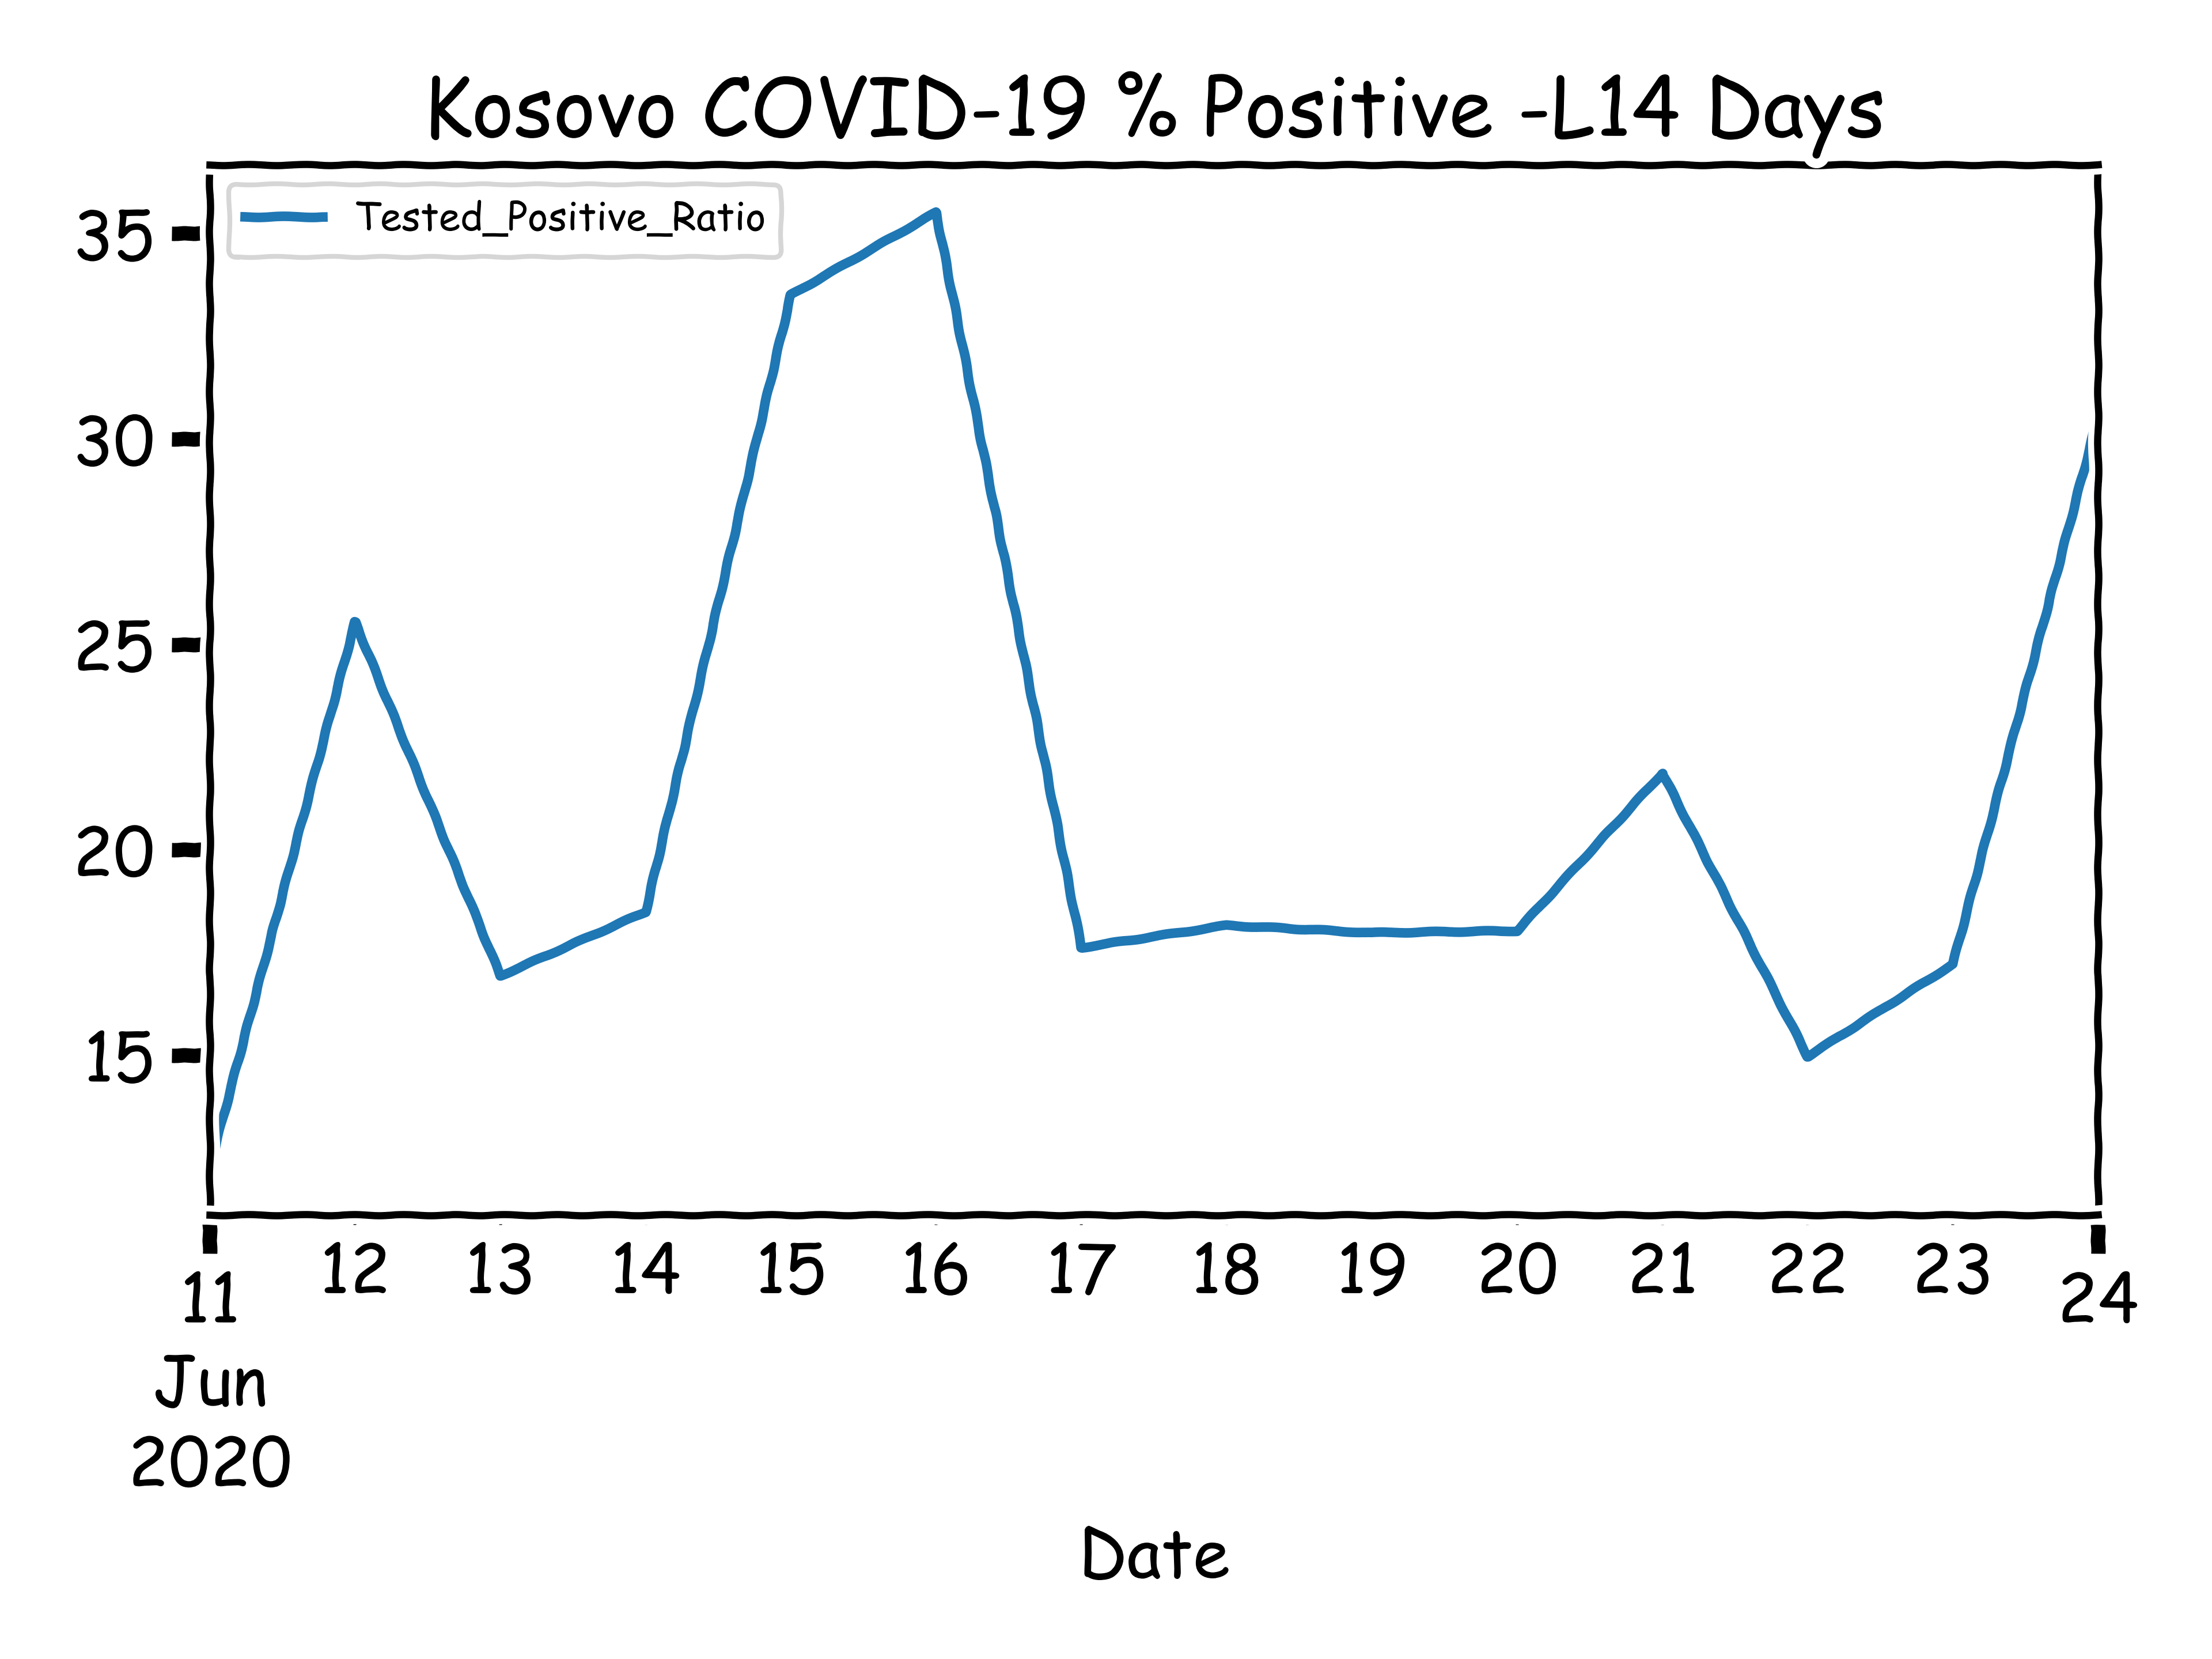 Kosovo COVID-19 % Positive -L14 Days
Tested_Positive_Ratio
35
30
25
20
15
11 12 13 14 15 16 17 18 19 20 21 22 23 24
Jun
2020
Date